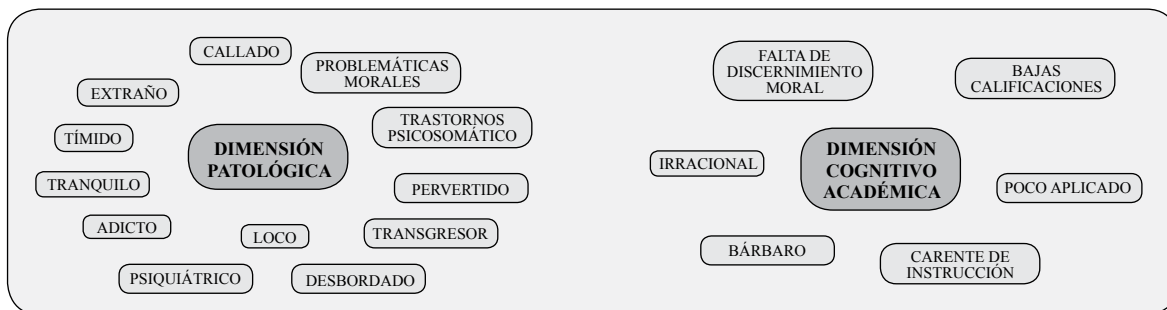 CALLADO
PROBLEMÁTICAS
MORALES
EXTRAÑO
TRASTORNOS
PSICOSOMÁTICO
TÍMIDO
DIMENSIÓN
PATOLÓGICA
TRANQUILO
PERVERTIDO
ADICTO
LOCO
TRANSGRESOR
PSIQUIÁTRICO
DESBORDADO
FALTA DE
DISCERNIMIENTO
MORAL
BAJAS
CALIFICACIONES
IRRACIONAL
DIMENSIÓN
COGNITIVO
ACADÉMICA
POCO APLICADO
BÁRBARO
CARENTE DE
INSTRUCCIÓN